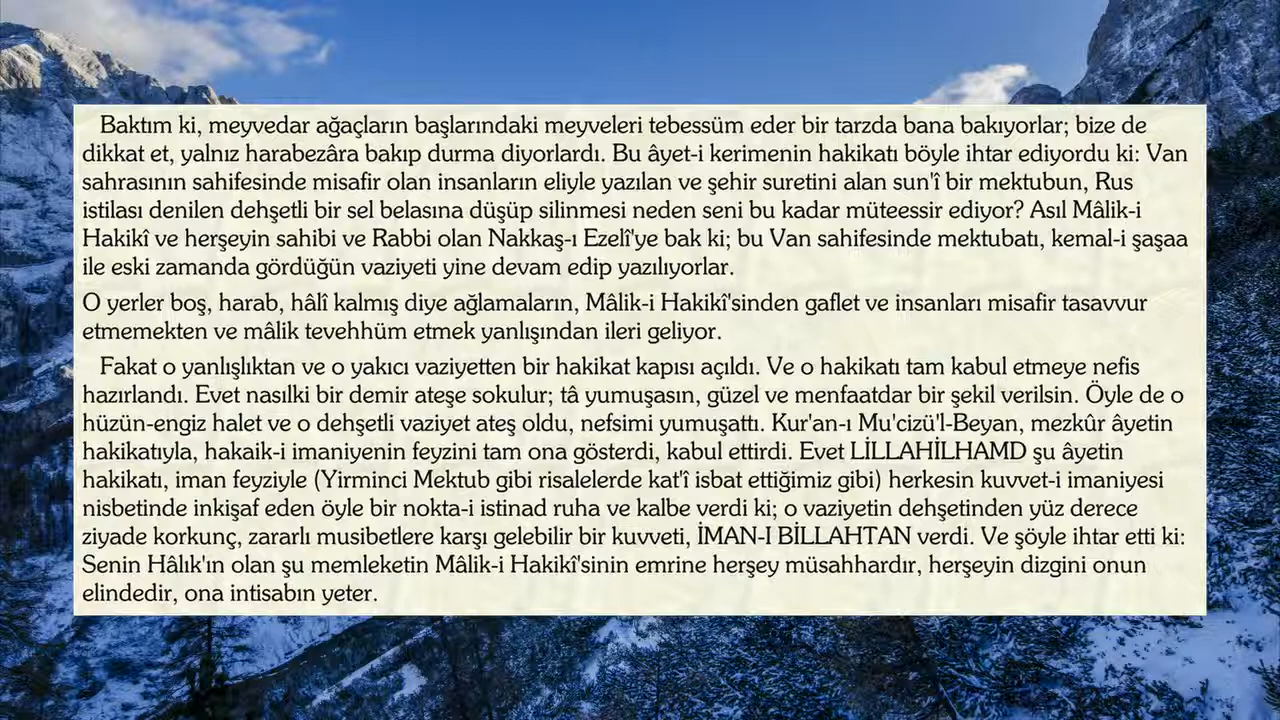 Baktım ki, meyvedar ağaçların başlarındaki meyveleri tebessüm eder bir tarzda bana bakıyorlar; bize de
dikkat et, yalnız harabezâra bakıp durma diyorlardı. Bu âyet-i kerimenin hakikatı böyle ihtar ediyordu ki: Van
sahrasının sahifesinde misafir olan insanların eliyle yazılan ve şehir suretini alan sun'î bir mektubun, Rus
istilası denilen dehşetli bir sel belasına düşüp silinmesi neden seni bu kadar müteessir ediyor? Asıl Mâlik-i
Hakikî ve herşeyin sahibi ve Rabbi olan Nakkaş-ı Ezelî'ye bak ki; bu Van sahifesinde mektubatı, kemal-i şaşaa
ile eski zamanda gördüğün vaziyeti yine devam edip yazılıyorlar.
O yerler boş, harab, hâlî kalmış diye ağlamaların, Mâlik-i Hakikî'sinden gaflet ve insanları misafir tasavvur
etmemekten ve mâlik tevehhüm etmek yanlışından ileri geliyor.
Fakat o yanlışlıktan ve o yakıcı vaziyetten bir hakikat kapısı açıldı. Ve o hakikatı tam kabul etmeye nefis
hazırlandı. Evet nasılki bir demir ateşe sokulur; tâ yumuşasın, güzel ve menfaatdar bir şekil verilsin. Öyle de o
hüzün-engiz halet ve o dehşetli vaziyet ateş oldu, nefsimi yumuşattı. Kur'an-ı Mu'cizü'l-Beyan, mezkûr âyetin
hakikatıyla, hakaik-i imaniyenin feyzini tam ona gösterdi, kabul ettirdi. Evet LİLLAHİLHAMD şu âyetin
hakikatı, iman feyziyle (Yirminci Mektub gibi risalelerde kat'î isbat ettiğimiz gibi) herkesin kuvvet-i imaniyesi
nisbetinde inkişaf eden öyle bir nokta-i istinad ruha ve kalbe verdi ki; o vaziyetin dehşetinden yüz derece
ziyade korkunç, zararlı musibetlere karşı gelebilir bir kuvveti, İMAN-I BİLLAHTAN verdi. Ve şöyle ihtar etti ki:
Senin Hâlık'ın olan şu memleketin Mâlik-i Hakikî'sinin emrine herşey müsahhardır, herşeyin dizgini onun
elindedir, ona intisabın yeter.